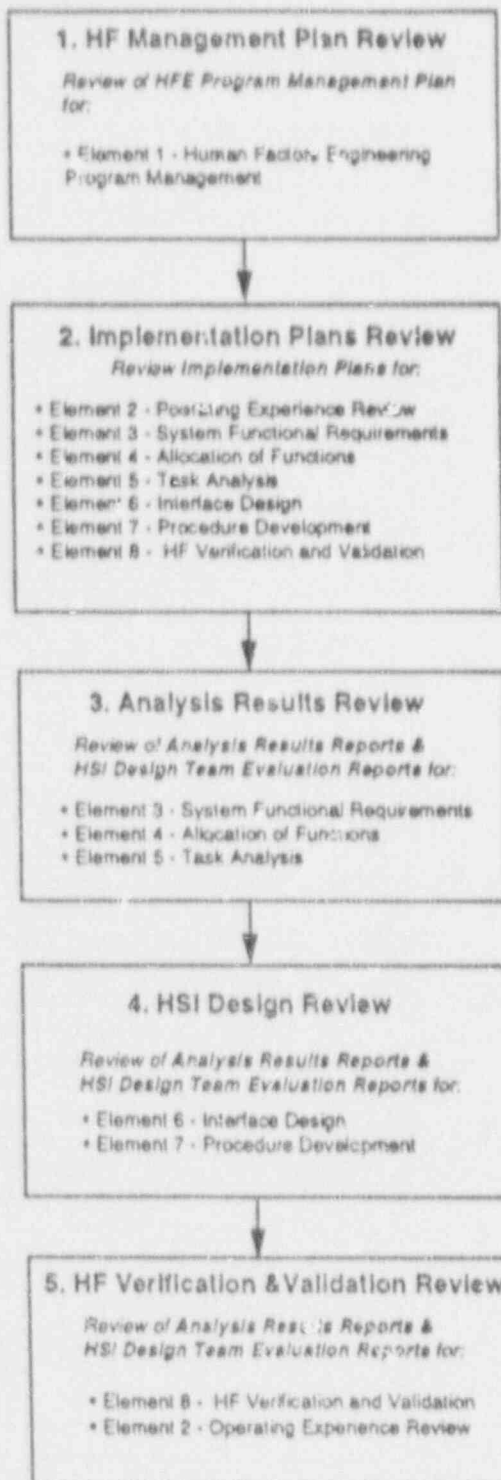 1. HF Management Plan Review
Review of HFE Program Management Plan
for:
• Element 1 - Human Factors Engineering
Program Management
2. Implementation Plans Review
Review Implementation Plans for:
• Element 2 - Experience Review
• Element 3 - System Functional Requirements
• Element 4 - Allocation of Functions
• Element 5 - Task Analysis
• Element 6 - Interface Design
• Element 7 - Procedure Development
• Element 8 - HF Verification and Validation
3. Analysis Results Review
Review of Analysis Results Reports &
HSI Design Team Evaluation Reports for:
• Element 3 - System Functional Requirements
• Element 4 - Allocation of Functions
• Element 5 - Task Analysis
4. HSI Design Review
Review of Analysis Results Reports &
HSI Design Team Evaluation Reports for:
• Element 6 - Interface Design
• Element 7 - Procedure Development
5. HF Verification & Validation Review
Review of Analysis Results Reports &
HSI Design Team Evaluation Reports for:
• Element 8 - HF Verification and Validation
• Element 2 - Operating Experience Review